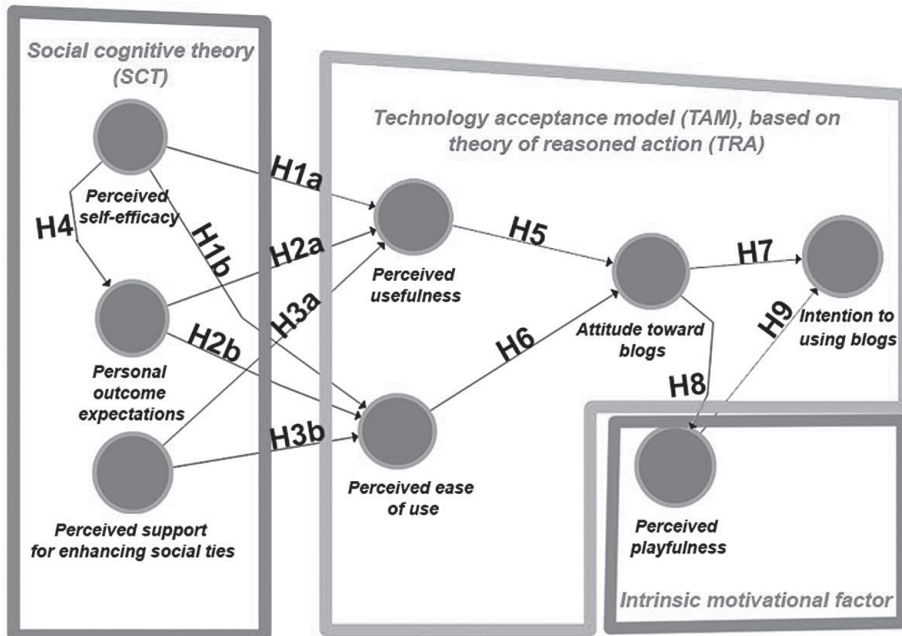 Social cognitive theory
(SCT)
Technology acceptance model (TAM), based on
theory of reasoned action (TRA)
H1a
Perceived
self-efficacy
H4
H1b
H2a
H5
H7
Perceived
usefulness
H3a
H9
Intention to
using blogs
Attitude toward
blogs
H2b
H6
Personal
outcome
expectations
H8
H3b
Perceived ease
of use
Perceived support
for enhancing social ties
Perceived
playfulness
Intrinsic motivational factor